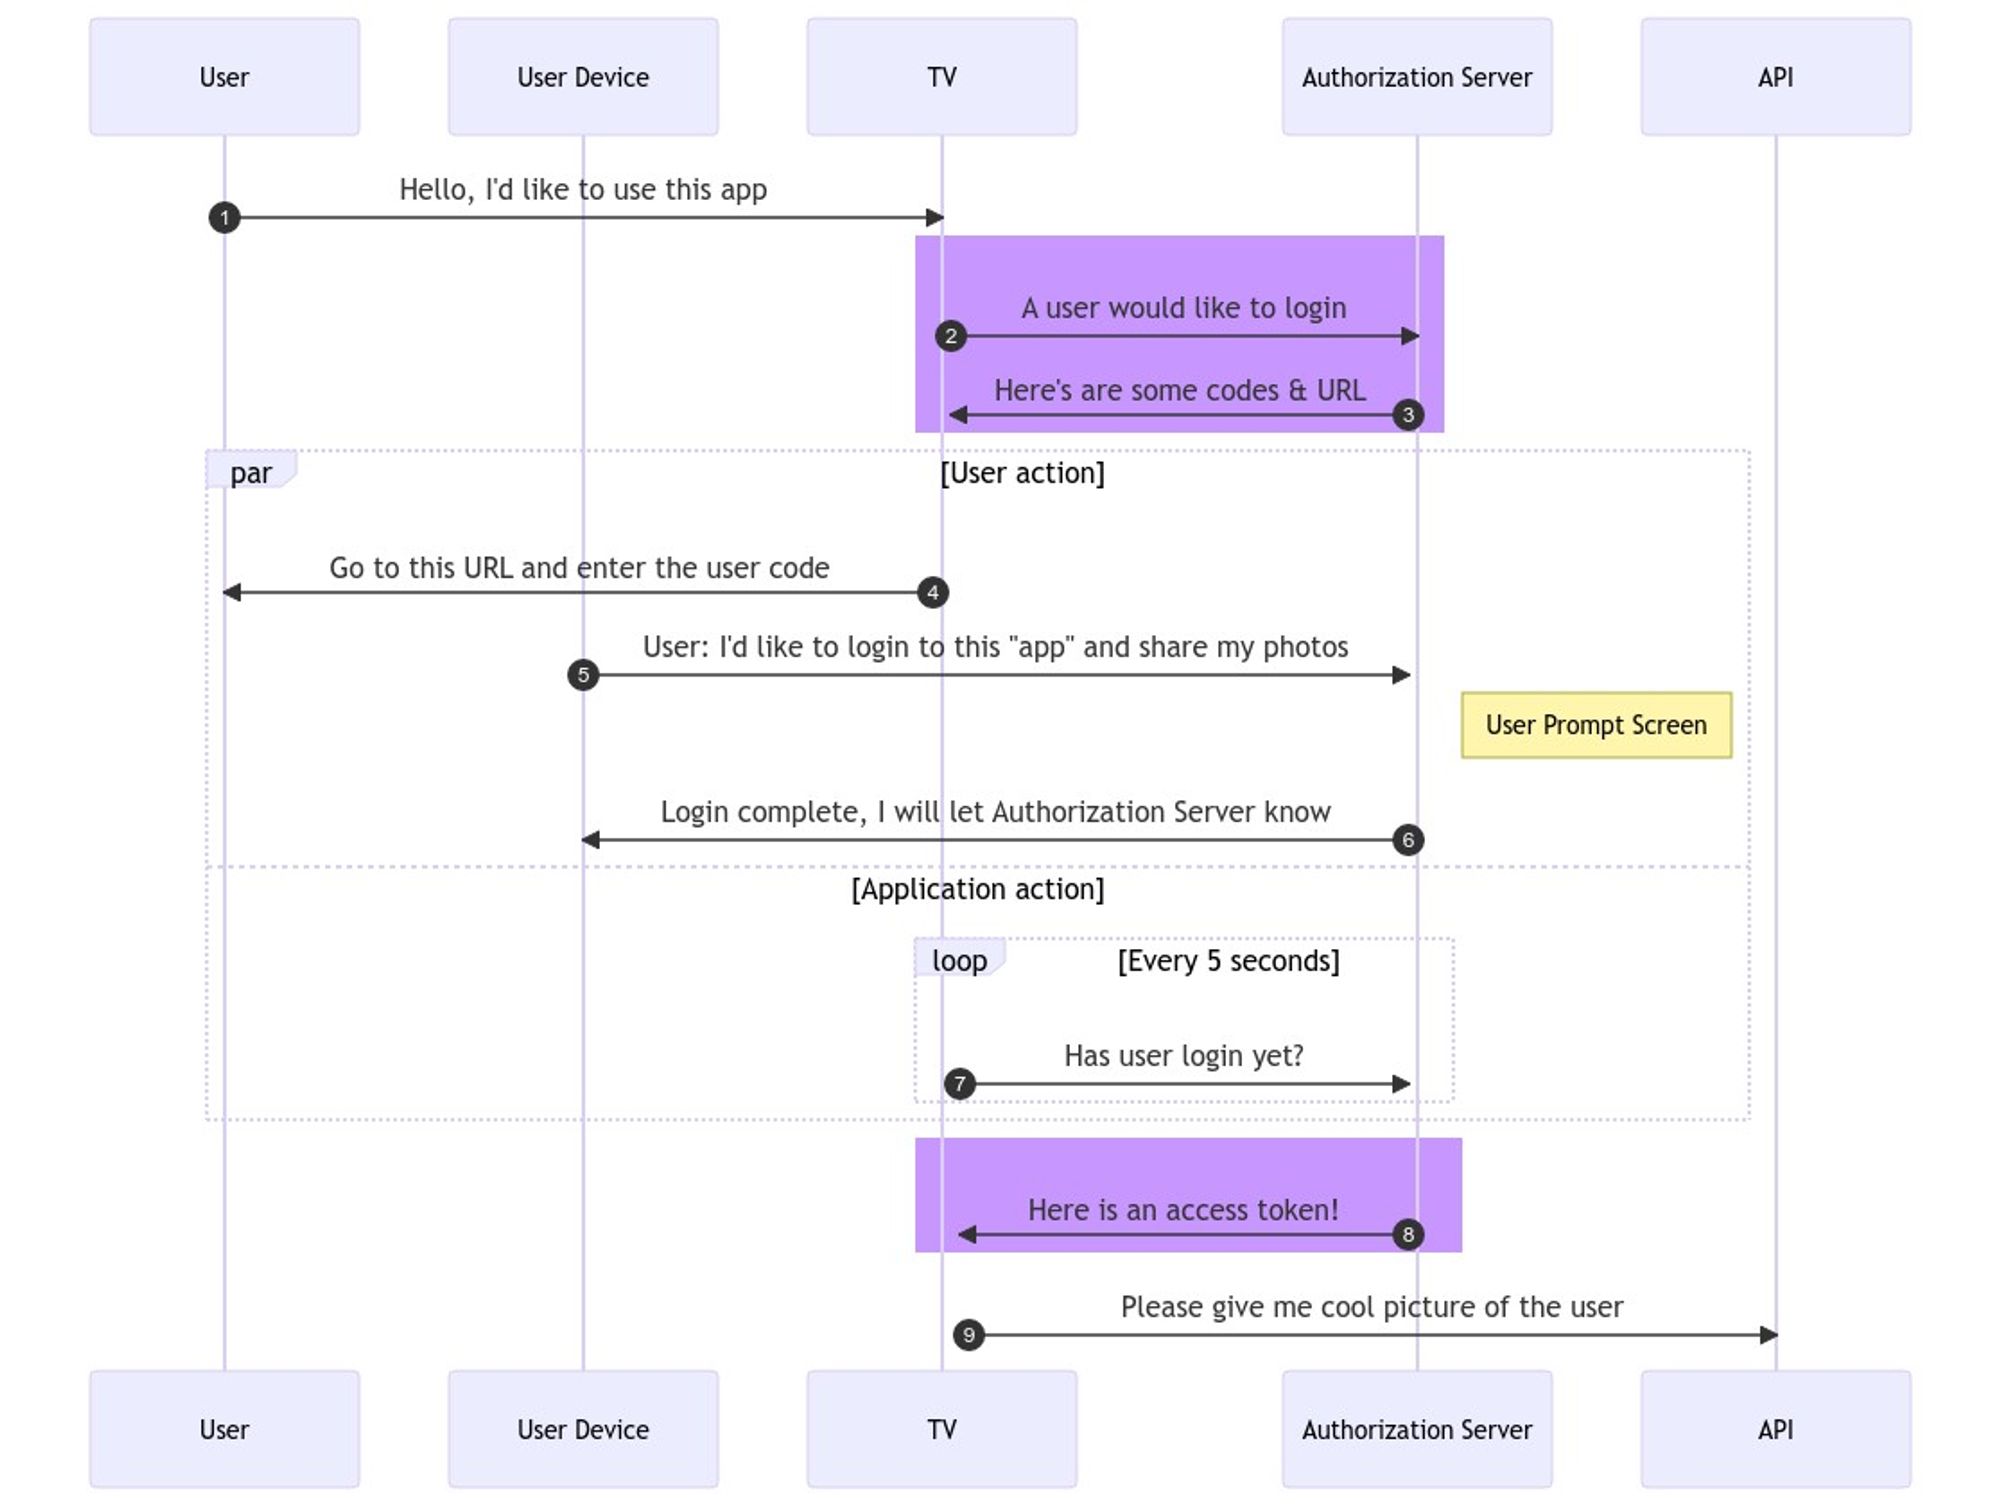 User
User Device
TV
Authorization Server
API
Hello, I'd like to use this app
1
A user would like to login
2
Here's are some codes & URL
3
par
[User action]
Go to this URL and enter the user code
4
User: I'd like to login to this "app" and share my photos
5
User Prompt Screen
Login complete, I will let Authorization Server know
6
[Application action]
loop
[Every 5 seconds]
Has user login yet?
7
Here is an access token!
8
Please give me cool picture of the user
9
User
User Device
TV
Authorization Server
API